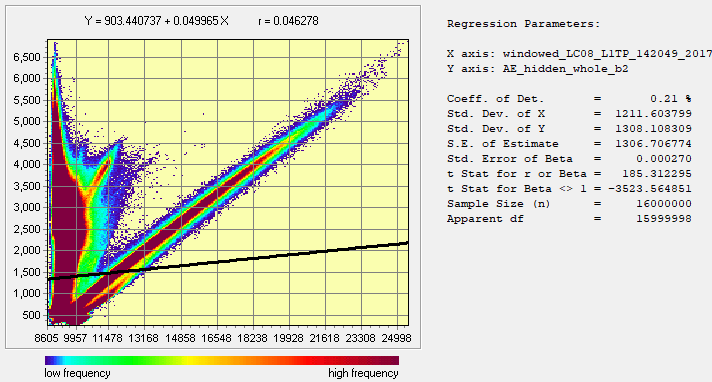 Y = 903.440737 + 0.049965 X r = 0.046278
6,500
6,000
5,500
5,000
4,500
4,000
3,500
3,000
2,500
2,000
1,500
1,000
500
8605 9957 11478 13168 14858 16548 18238 19928 21618 23308 24998
low frequency high frequency
Regression Parameters:
X axis: windowed_LC08_L1TP_142049_2017
Y axis: AE_hidden_whole_b2
Coeff. of Det. = 0.21 %
Std. Dev. of X = 1211.603799
Std. Dev. of Y = 1308.108309
S.E. of Estimate = 1306.706774
Std. Error of Beta = 0.000270
t Stat for r or Beta = 185.312295
t Stat for Beta <> 1 = -3523.564851
Sample Size (n) = 16000000
Apparent df = 15999998